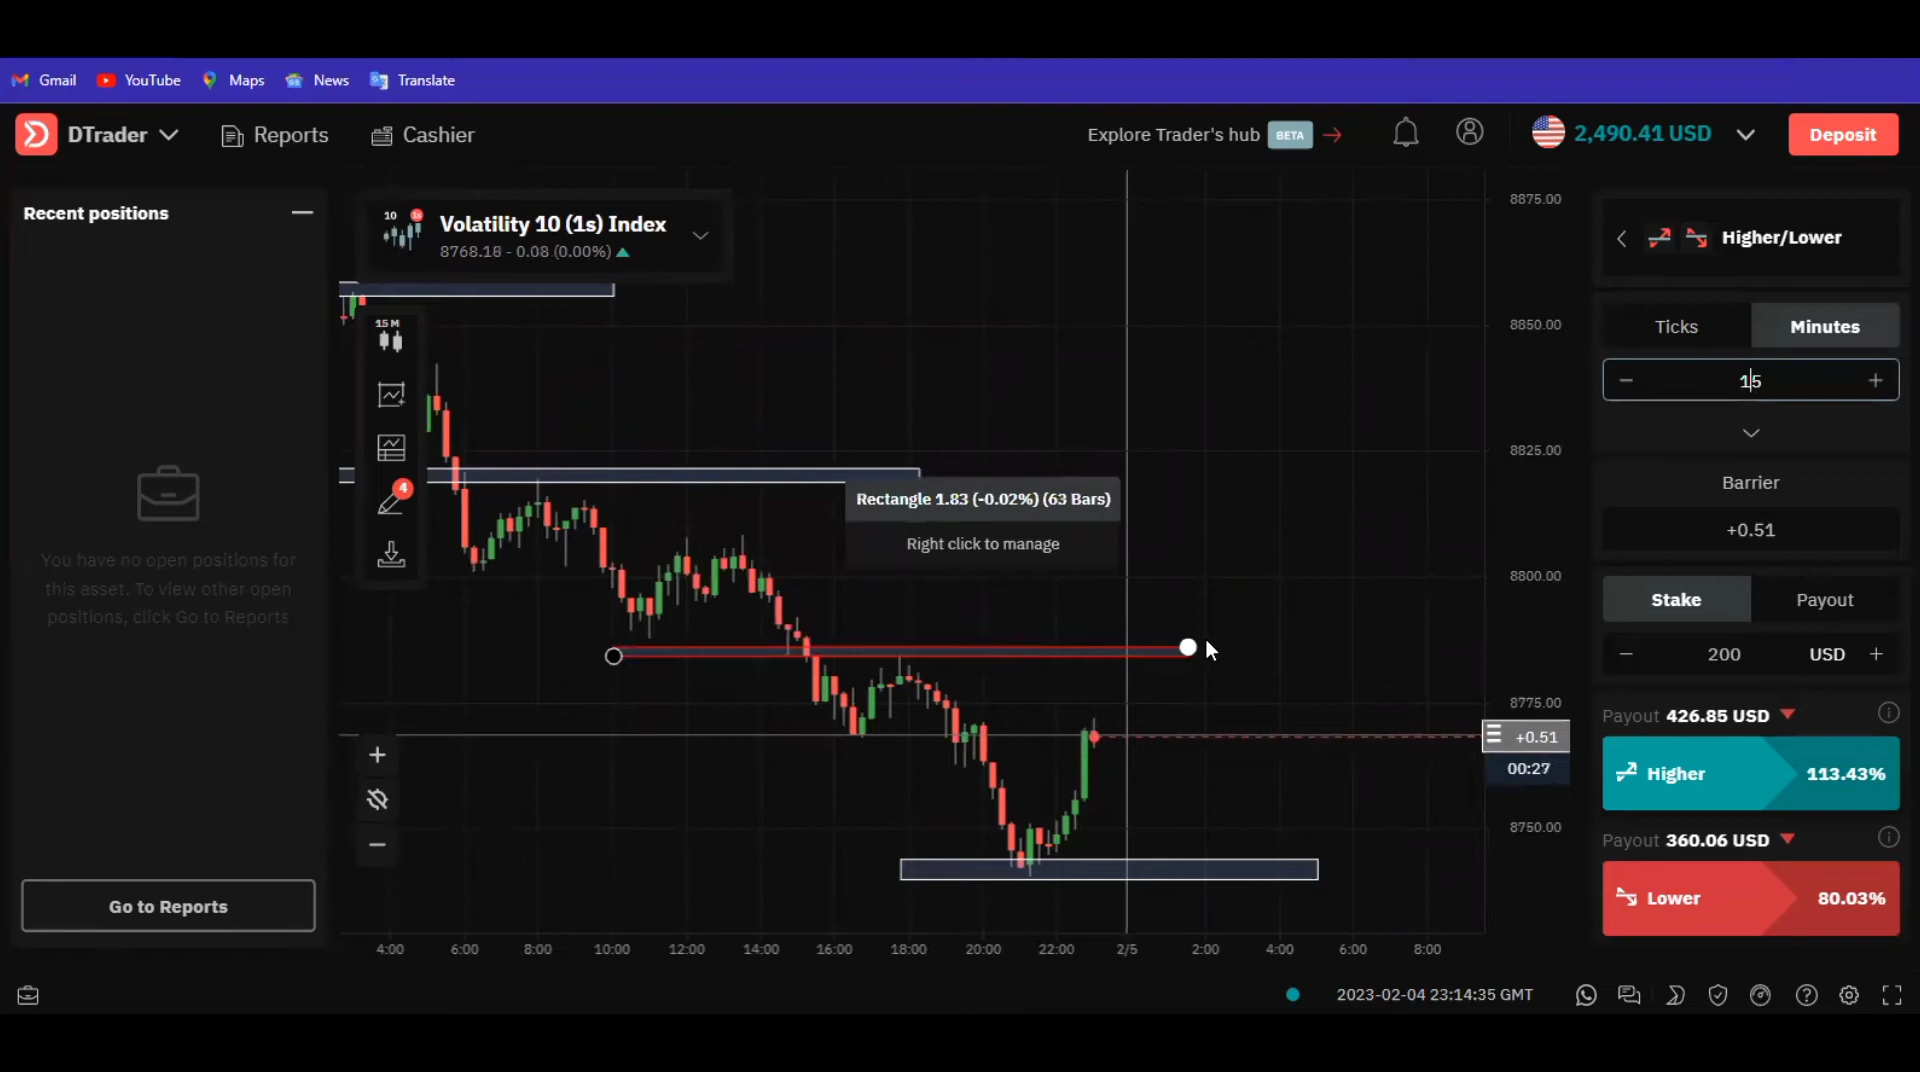 Gmail YouTube Maps News Translate
DTrader Reports Cashier
Explore Trader's hub BETA
2,490.41 USD
Deposit
Recent positions
You have no open positions for
this asset. To view other open
positions, click Go to Reports
Go to Reports
10 1s
Volatility 10 (1s) Index
8768.18 - 0.08 (0.00%)
15 M
4
Rectangle 1.83 (-0.02%) (63 Bars)
Right click to manage
8875.00
8850.00
8825.00
8800.00
8775.00
+0.51
00:27
8750.00
4:00 6:00 8:00 10:00 12:00 14:00 16:00 18:00 20:00 22:00 2/5 2:00 4:00 6:00 8:00
Higher/Lower
Ticks Minutes
15
Barrier
+0.51
Stake Payout
200 USD
Payout 426.85 USD
Higher 113.43%
Payout 360.06 USD
Lower 80.03%
2023-02-04 23:14:35 GMT